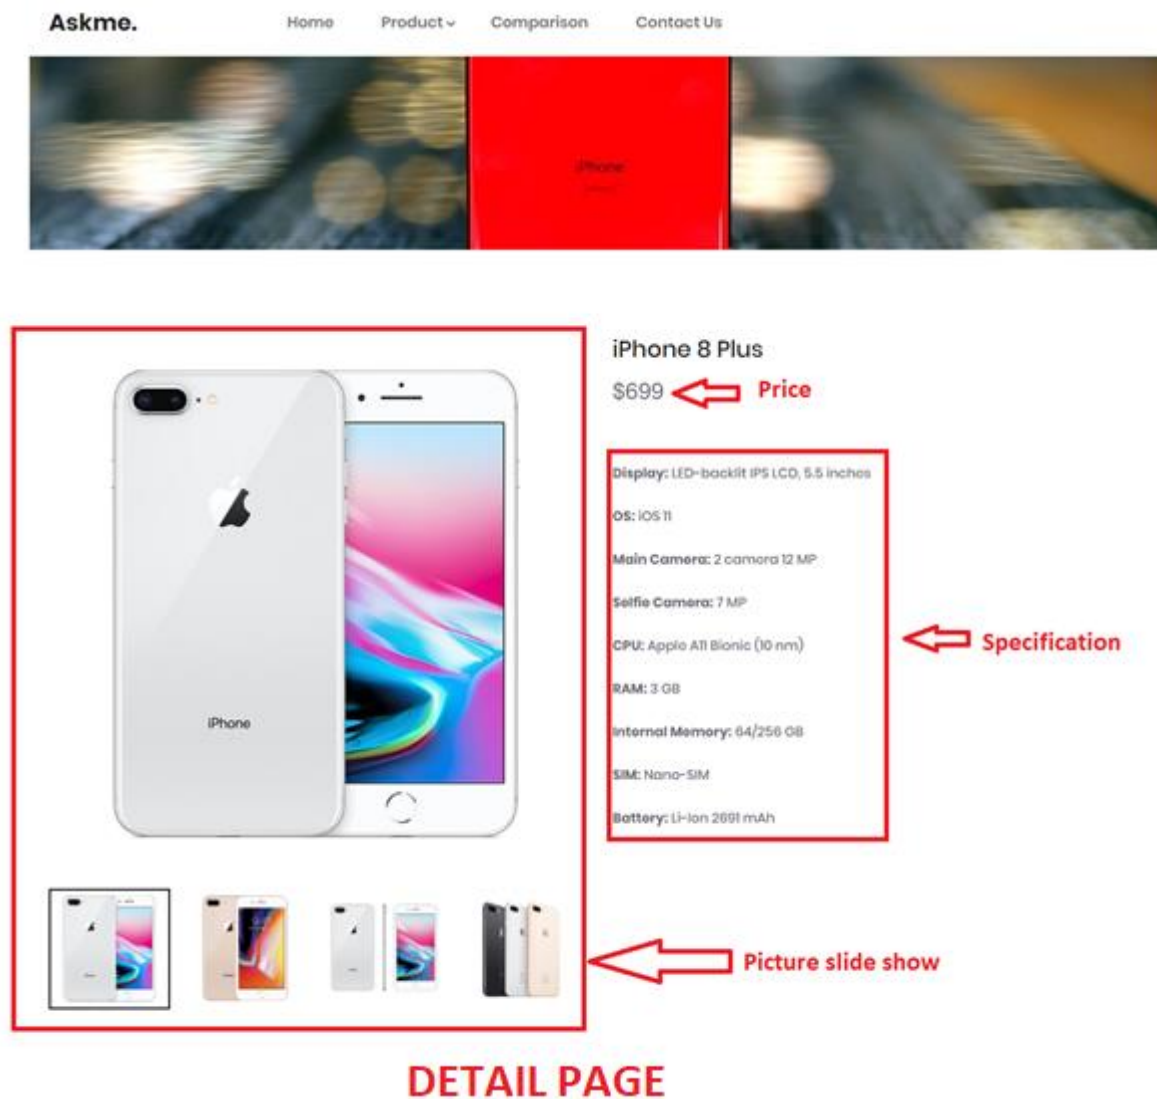 Askme.
Home Product Comparison Contact Us
iPhone
iPhone 8 Plus
$699
Price
Display: LED-backlit IPS LCD, 5.5 inches
OS: iOS 11
Main Camera: 2 camera 12 MP
Selfie Camera: 7 MP
CPU: Apple A11 Bionic (10 nm)
Specification
RAM: 3 GB
iPhone
Internal Memory: 64/256 GB
SIM: Nano-SIM
Battery: Li-Ion 2691 mAh
Picture slide show
DETAIL PAGE